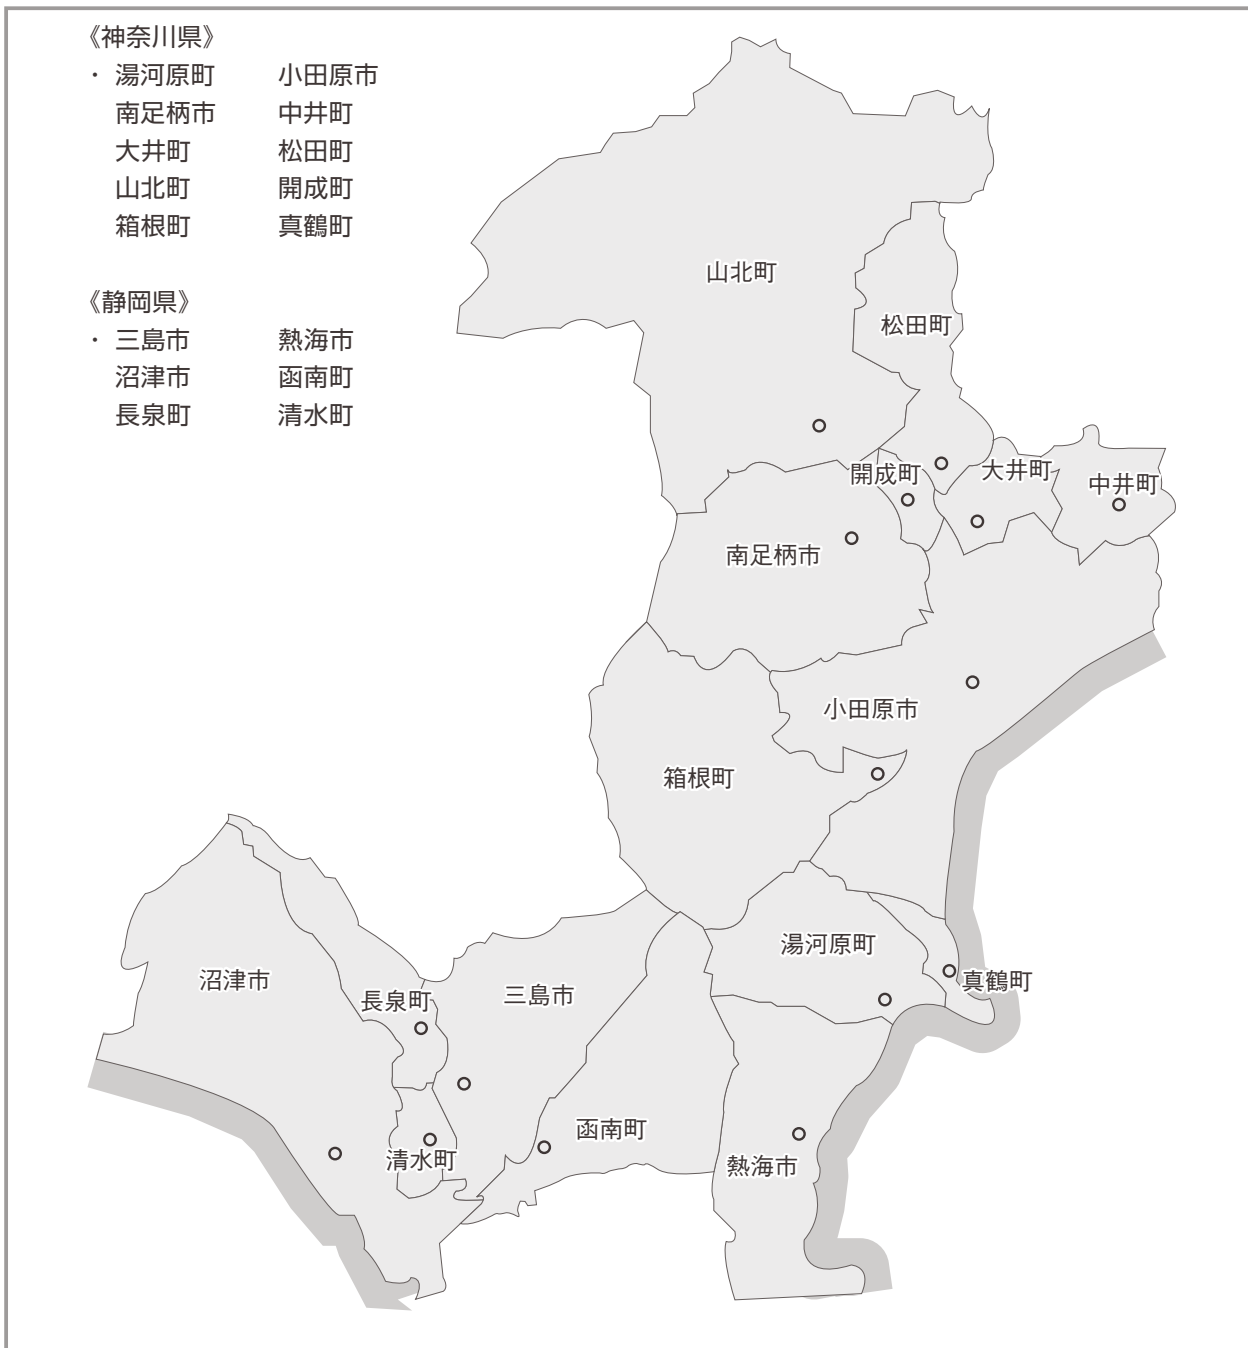 《神奈川県》
・ 湯河原町 小田原市
南足柄市 中井町
大井町 松田町
山北町 開成町
箱根町 真鶴町
《静岡県》
・ 三島市 熱海市
沼津市 函南町
長泉町 清水町
山北町
松田町
開成町
大井町
中井町
南足柄市
小田原市
箱根町
湯河原町
真鶴町
沼津市
長泉町
三島市
函南町
清水町
熱海市